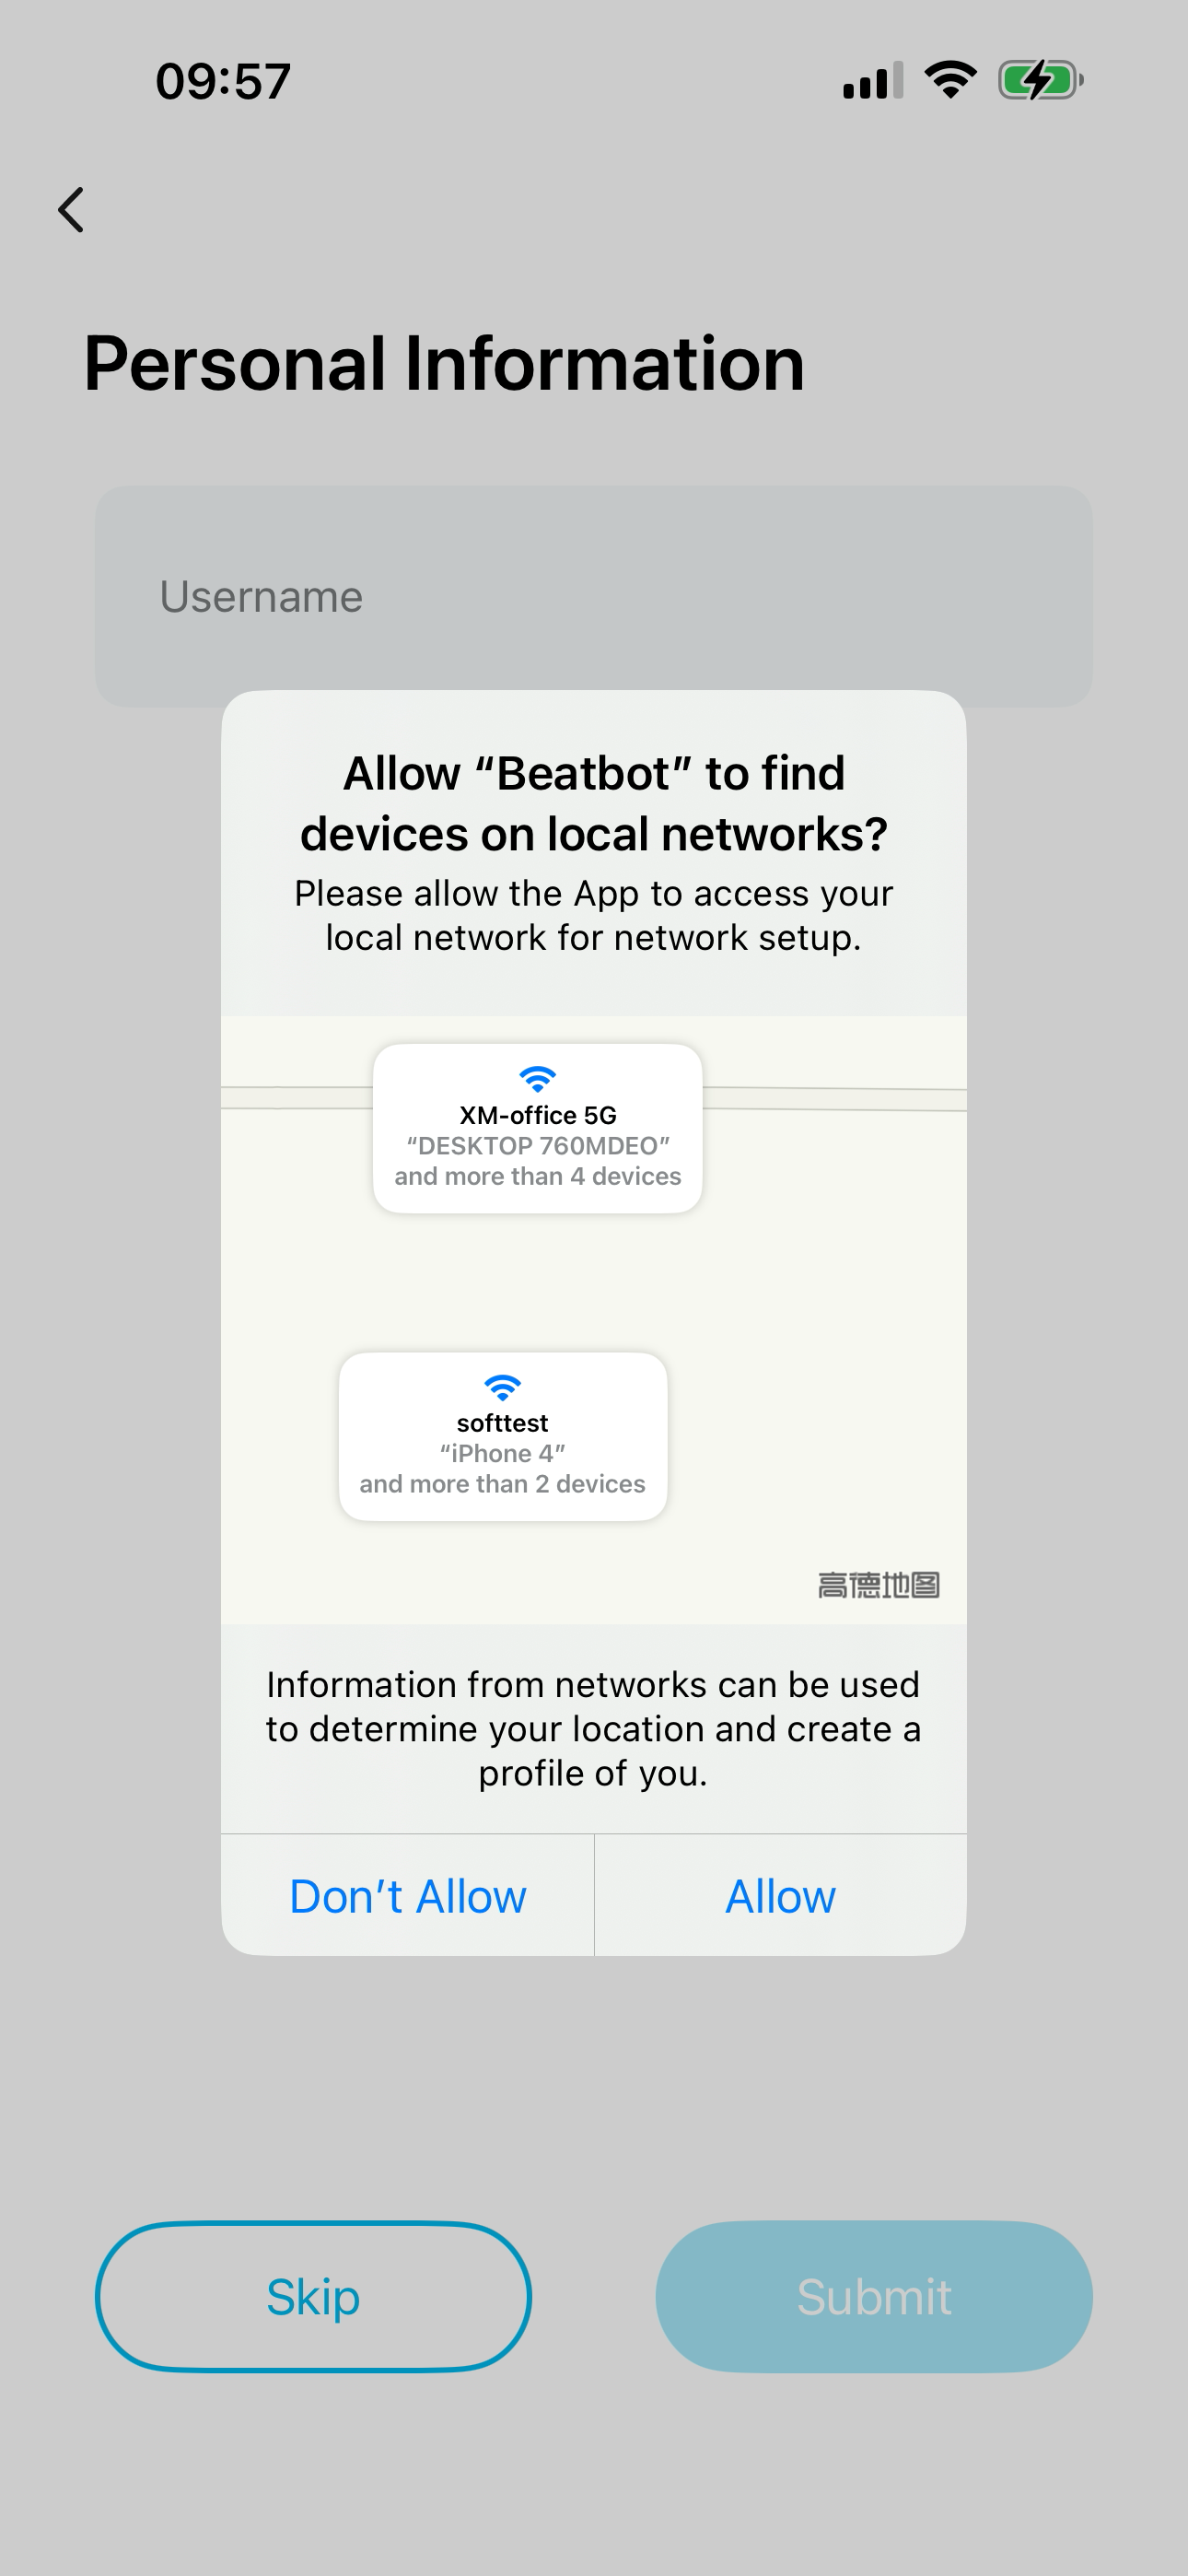 09:57
Personal Information
Username
Allow “Beatbot” to find
devices on local networks?
Please allow the App to access your
local network for network setup.
XM-office 5G
“DESKTOP 760MDEO”
and more than 4 devices
softtest
“iPhone 4”
and more than 2 devices
高德地图
Information from networks can be used
to determine your location and create a
profile of you.
Don’t Allow
Allow
Skip
Submit